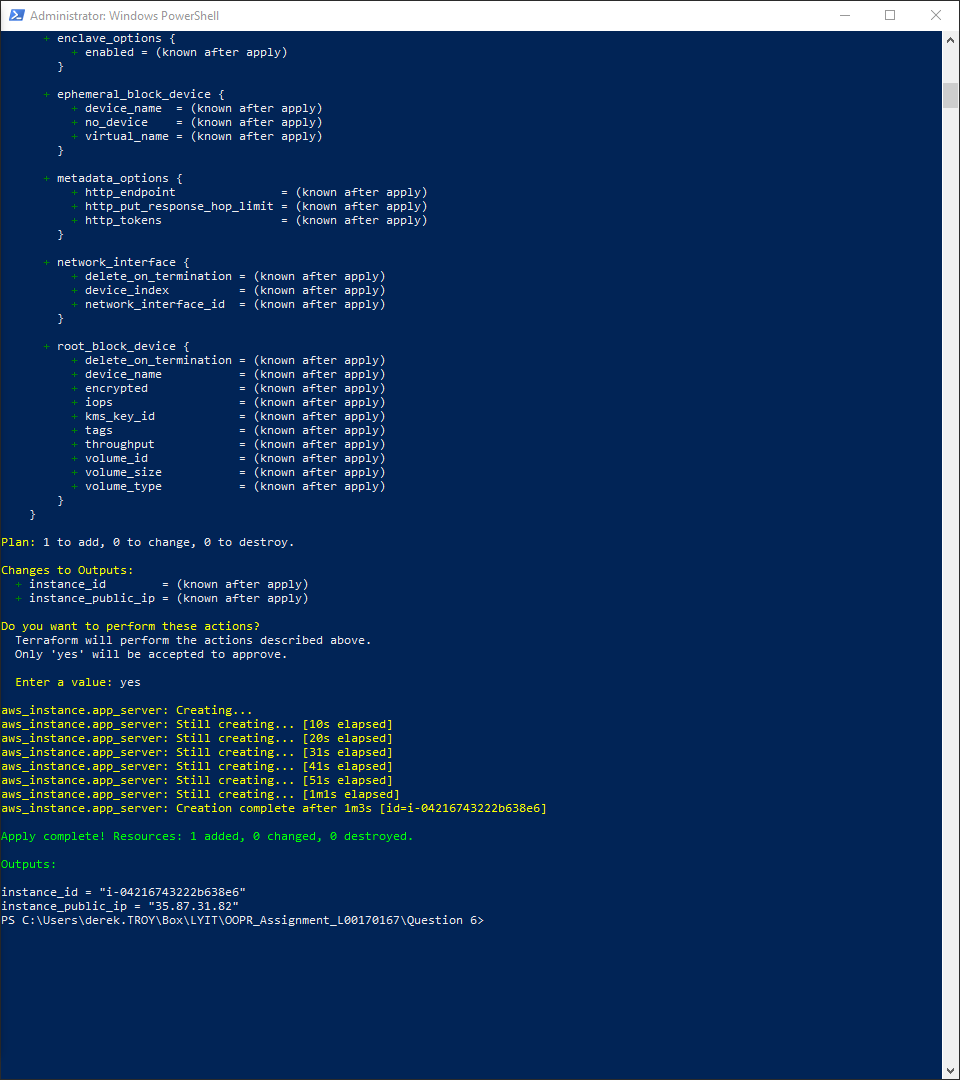 Administrator: Windows PowerShell
      + enclave_options {
          + enabled = (known after apply)
        }

      + ephemeral_block_device {
          + device_name  = (known after apply)
          + no_device    = (known after apply)
          + virtual_name = (known after apply)
        }

      + metadata_options {
          + http_endpoint               = (known after apply)
          + http_put_response_hop_limit = (known after apply)
          + http_tokens                 = (known after apply)
        }

      + network_interface {
          + delete_on_termination = (known after apply)
          + device_index          = (known after apply)
          + network_interface_id  = (known after apply)
        }

      + root_block_device {
          + delete_on_termination = (known after apply)
          + device_name           = (known after apply)
          + encrypted             = (known after apply)
          + iops                  = (known after apply)
          + kms_key_id            = (known after apply)
          + tags                  = (known after apply)
          + throughput            = (known after apply)
          + volume_id             = (known after apply)
          + volume_size           = (known after apply)
          + volume_type           = (known after apply)
        }
    }

Plan: 1 to add, 0 to change, 0 to destroy.

Changes to Outputs:
  + instance_id        = (known after apply)
  + instance_public_ip = (known after apply)

Do you want to perform these actions?
  Terraform will perform the actions described above.
  Only 'yes' will be accepted to approve.

  Enter a value: yes

aws_instance.app_server: Creating...
aws_instance.app_server: Still creating... [10s elapsed]
aws_instance.app_server: Still creating... [20s elapsed]
aws_instance.app_server: Still creating... [31s elapsed]
aws_instance.app_server: Still creating... [41s elapsed]
aws_instance.app_server: Still creating... [51s elapsed]
aws_instance.app_server: Still creating... [1m1s elapsed]
aws_instance.app_server: Creation complete after 1m3s [id=i-04216743222b638e6]

Apply complete! Resources: 1 added, 0 changed, 0 destroyed.

Outputs:

instance_id = "i-04216743222b638e6"
instance_public_ip = "35.87.31.82"
PS C:\Users\derek.TROY\Box\LYIT\OOPR_Assignment_L00170167\Question 6>